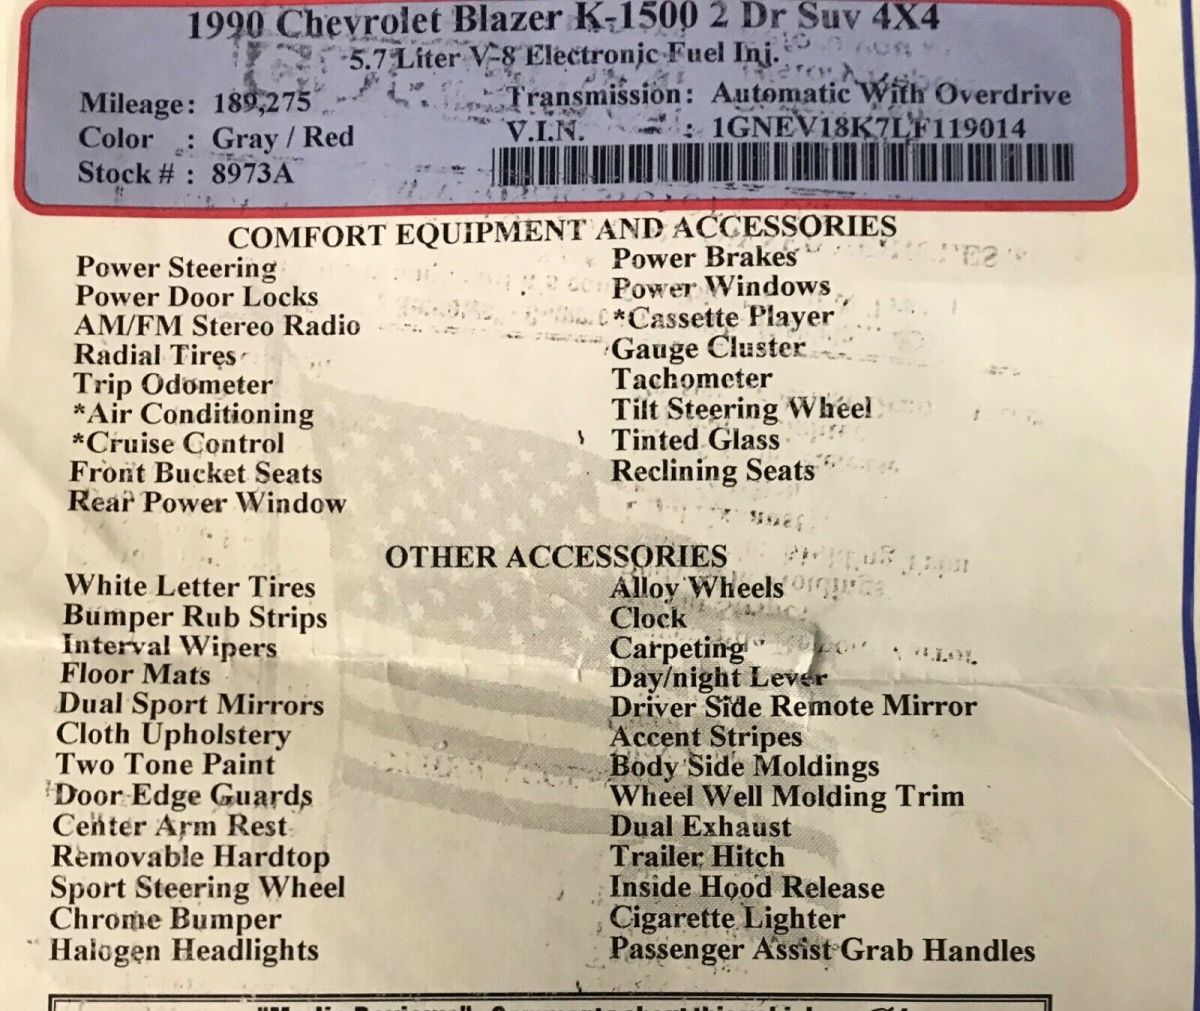 1990 Chevrolet Blazer K-1500 2 Dr Suv 4X4
5.7 Liter V-8 Electronic Fuel Inj.
Mileage: 189,275
Transmission: Automatic With Overdrive
Color : Gray / Red
V.I.N. : 1GNEV18K7LF119014
Stock # : 8973A
COMFORT EQUIPMENT AND ACCESSORIES
Power Steering
Power Door Locks
AM/FM Stereo Radio
Radial Tires
Trip Odometer
*Air Conditioning
*Cruise Control
Front Bucket Seats
Rear Power Window
Power Brakes
Power Windows
*Cassette Player
Gauge Cluster
Tachometer
Tilt Steering Wheel
Tinted Glass
Reclining Seats
OTHER ACCESSORIES
White Letter Tires
Bumper Rub Strips
Interval Wipers
Floor Mats
Dual Sport Mirrors
Cloth Upholstery
Two Tone Paint
Door Edge Guards
Center Arm Rest
Removable Hardtop
Sport Steering Wheel
Chrome Bumper
Halogen Headlights
Alloy Wheels
Clock
Carpeting
Day/night Lever
Driver Side Remote Mirror
Accent Stripes
Body Side Moldings
Wheel Well Molding Trim
Dual Exhaust
Trailer Hitch
Inside Hood Release
Cigarette Lighter
Passenger Assist Grab Handles